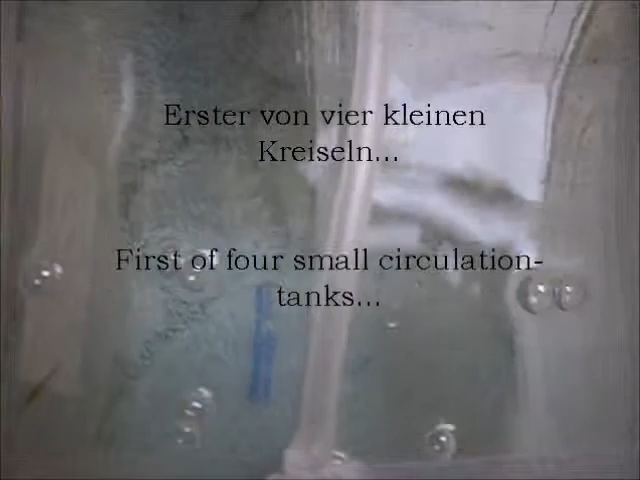 Erster von vier kleinen
Kreiseln...
First of four small circulation-
tanks...